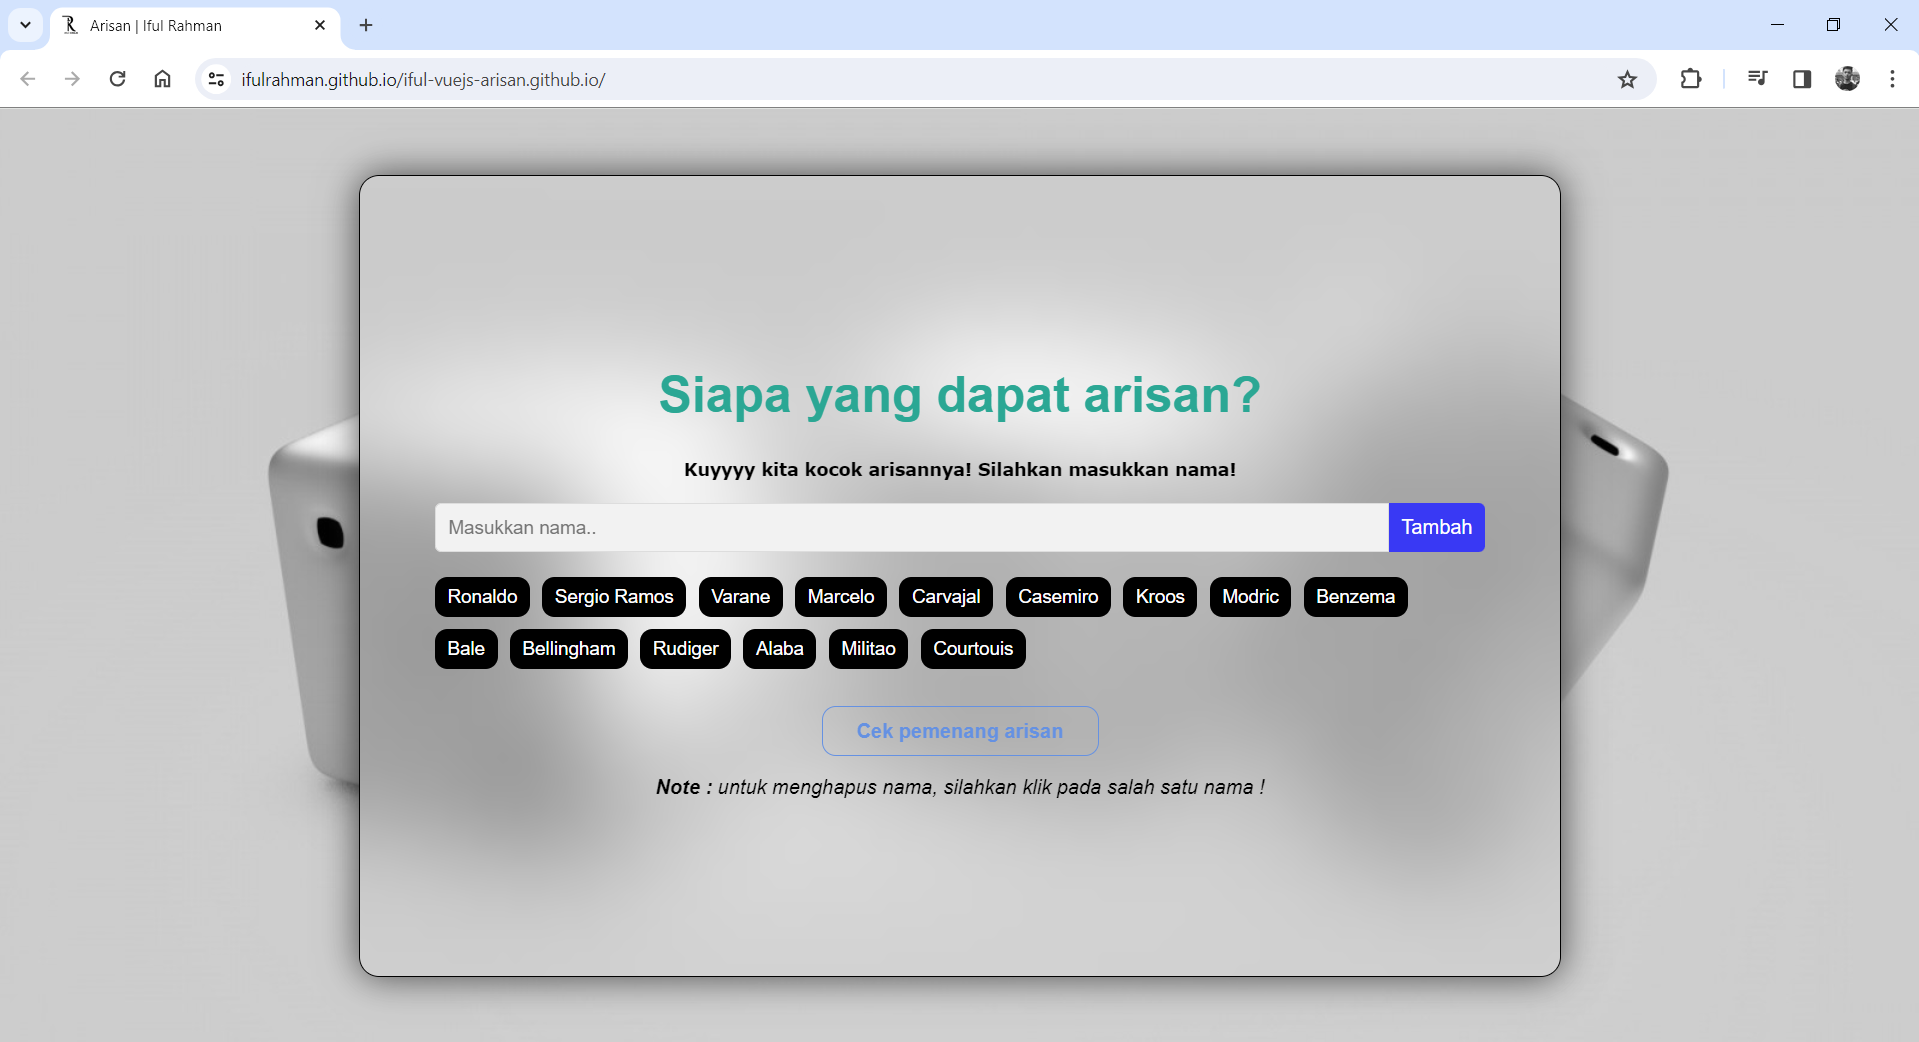 Arisan | Iful Rahman
ifulrahman.github.io/iful-vuejs-arisan.github.io/
Siapa yang dapat arisan?
Kuyyyy kita kocok arisannya! Silahkan masukkan nama!
Masukkan nama.. Tambah
Ronaldo Sergio Ramos Varane Marcelo Carvajal Casemiro Kroos Modric Benzema
Bale Bellingham Rudiger Alaba Militao Courtouis
Cek pemenang arisan
Note : untuk menghapus nama, silahkan klik pada salah satu nama !